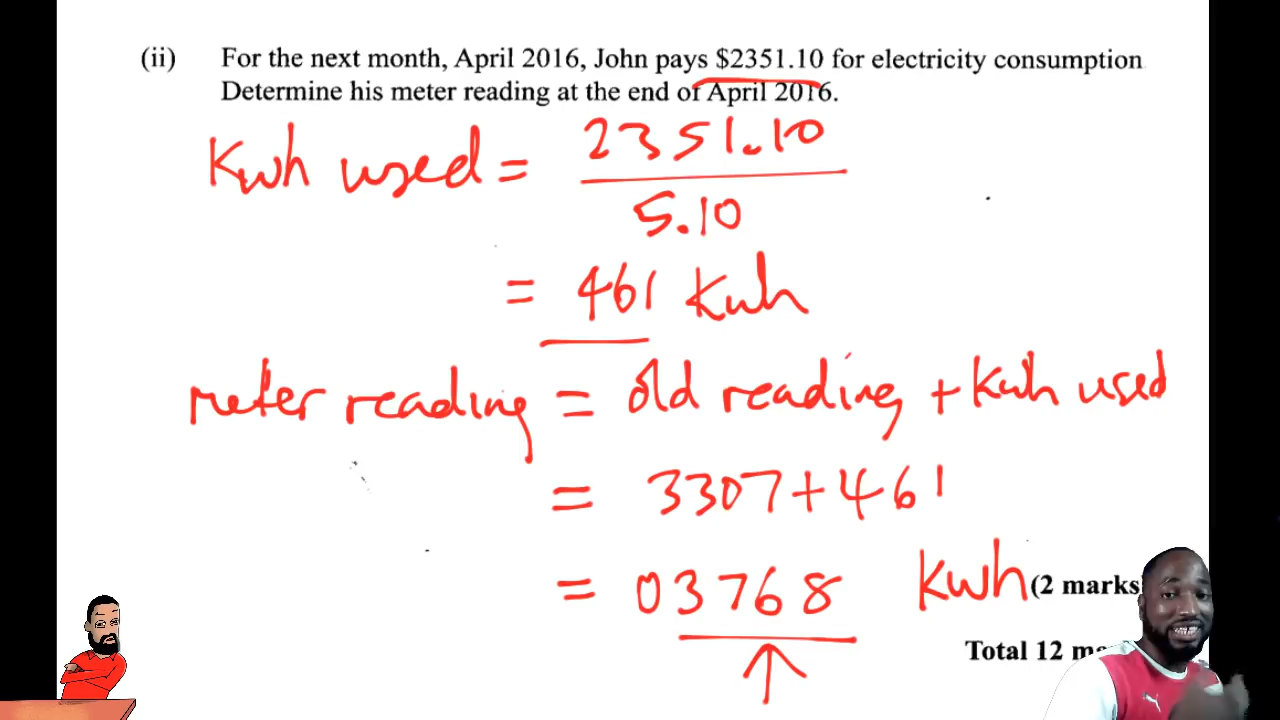 (ii) For the next month, April 2016, John pays $2351.10 for electricity consumption
Determine his meter reading at the end of April 2016.
Kwh used = 2351.10
5.10
= 461 Kwh
meter reading = old reading + Kwh used
= 3307+461
= 03768 Kwh (2 marks
Total 12